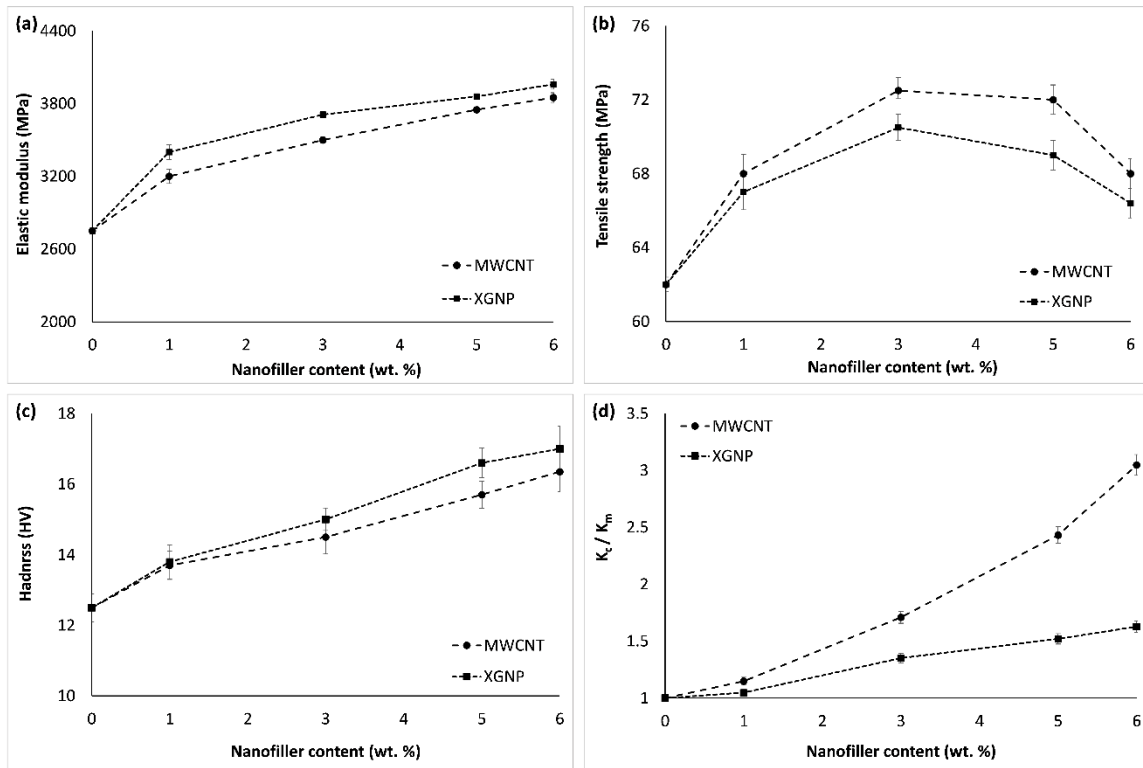 (a)
4400
3800
3200
2600
2000
Elastic modulus (MPa)
MWCNT
XGNP
0 1 2 3 4 5 6
Nanofiller content (wt. %)
(b)
76
72
68
64
60
Tensile strength (MPa)
MWCNT
XGNP
0 1 2 3 4 5 6
Nanofiller content (wt. %)
(c)
18
16
14
12
10
Hadnrss (HV)
MWCNT
XGNP
0 1 2 3 4 5 6
Nanofiller content (wt. %)
(d)
3.5
3
2.5
2
1.5
1
Kc / Km
MWCNT
XGNP
0 1 2 3 4 5 6
Nanofiller content (wt. %)